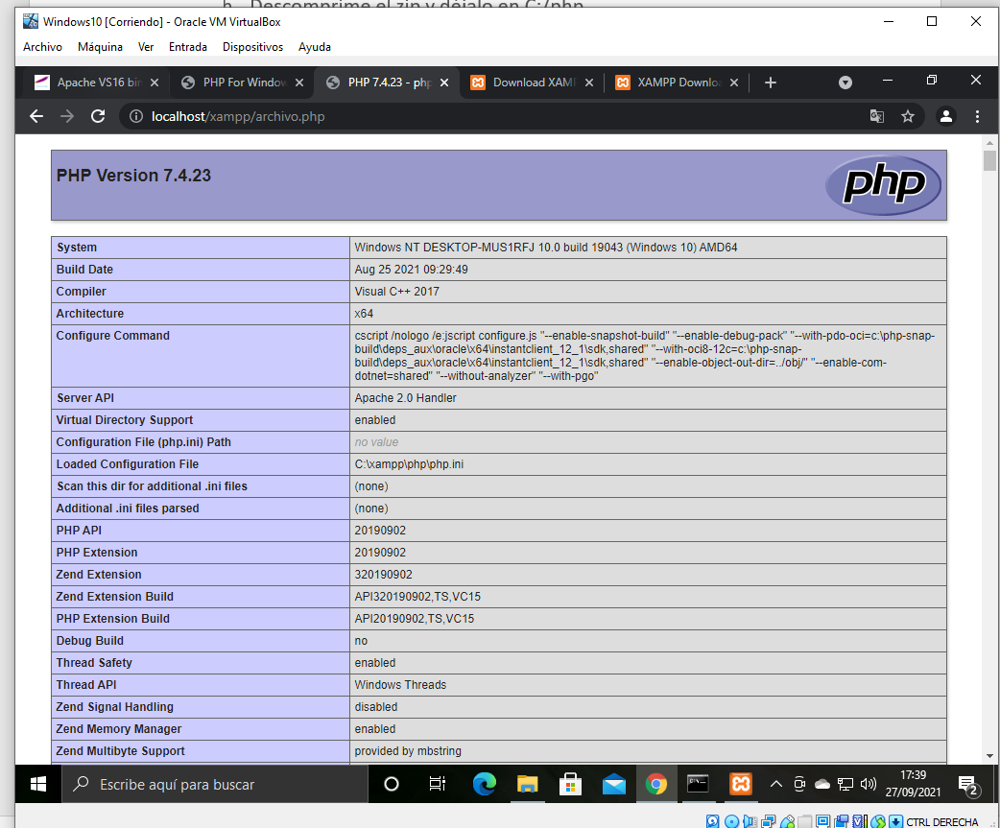 b. Descomprime el zip y déjalo en C:/php
Windows10 [Corriendo] - Oracle VM VirtualBox
Archivo Máquina Ver Entrada Dispositivos Ayuda
Apache VS16 bin PHP For Window PHP 7.4.23 - php Download XAM XAMPP Downlo
localhost/xampp/archivo.php
PHP Version 7.4.23
php
System Windows NT DESKTOP-MUS1RFJ 10.0 build 19043 (Windows 10) AMD64
Build Date Aug 25 2021 09:29:49
Compiler Visual C++ 2017
Architecture x64
Configure Command cscript /nologo /e:jscript configure.js "--enable-snapshot-build" "--enable-debug-pack" "--with-pdo-oci=c:\php-snap-
build\deps_aux\oracle\x64\instantclient_12_1\sdk,shared" "--with-oci8-12c=c:\php-snap-
build\deps_aux\oracle\x64\instantclient_12_1\sdk,shared" "--enable-object-out-dir=../obj/" "--enable-com-
dotnet=shared" "--without-analyzer" "--with-pgo"
Server API Apache 2.0 Handler
Virtual Directory Support enabled
Configuration File (php.ini) Path no value
Loaded Configuration File C:\xampp\php\php.ini
Scan this dir for additional .ini files (none)
Additional .ini files parsed (none)
PHP API 20190902
PHP Extension 20190902
Zend Extension 320190902
Zend Extension Build API320190902,TS,VC15
PHP Extension Build API20190902,TS,VC15
Debug Build no
Thread Safety enabled
Thread API Windows Threads
Zend Signal Handling disabled
Zend Memory Manager enabled
Zend Multibyte Support provided by mbstring
Escribe aquí para buscar
17:39
27/09/2021
2
CTRL DERECHA